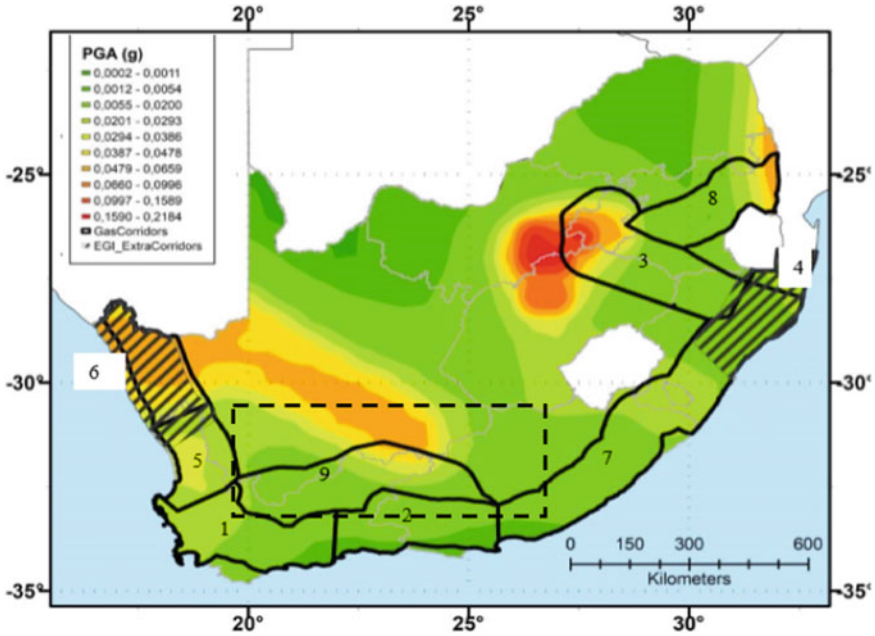 20° 25° 30°
PGA (g)
0,0002 - 0,0011
0,0012 - 0,0054
0,0055 - 0,0200
0,0201 - 0,0293
0,0294 - 0,0386
0,0387 - 0,0478
0,0479 - 0,0659
0,0660 - 0,0996
0,0997 - 0,1589
0,1590 - 0,2184
GasCorridors
EGI_ExtraCorridors
-25° -25°
8
3
4
-30° -30°
6
5
9
7
2
1
0 150 300 600
Kilometers
-35° -35°
20° 25° 30°